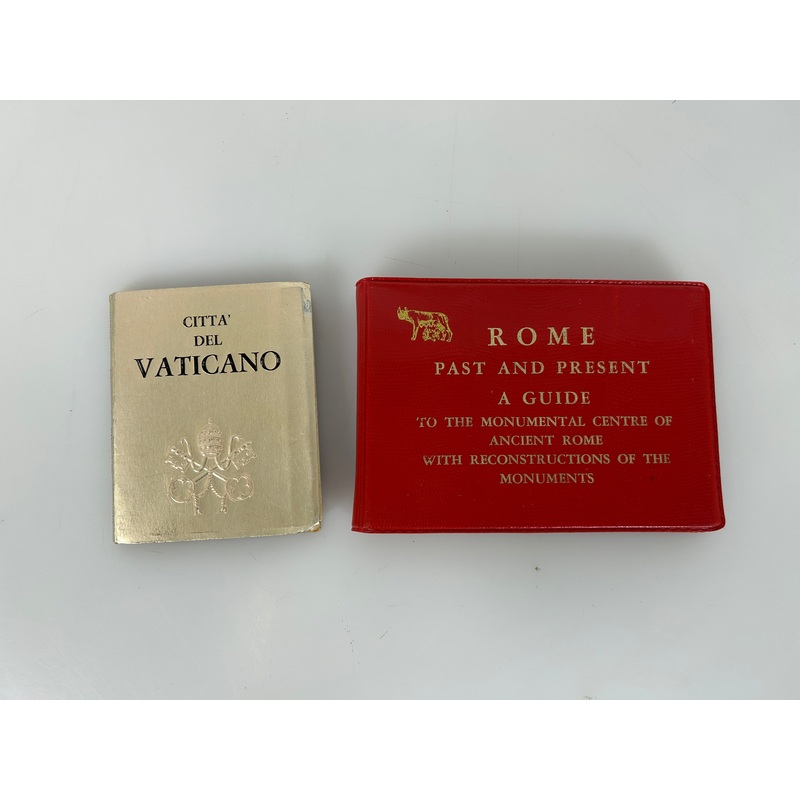 CITTA'
DEL
VATICANO
ROME
PAST AND PRESENT
A GUIDE
TO THE MONUMENTAL CENTRE OF
ANCIENT ROME
WITH RECONSTRUCTIONS OF THE
MONUMENTS